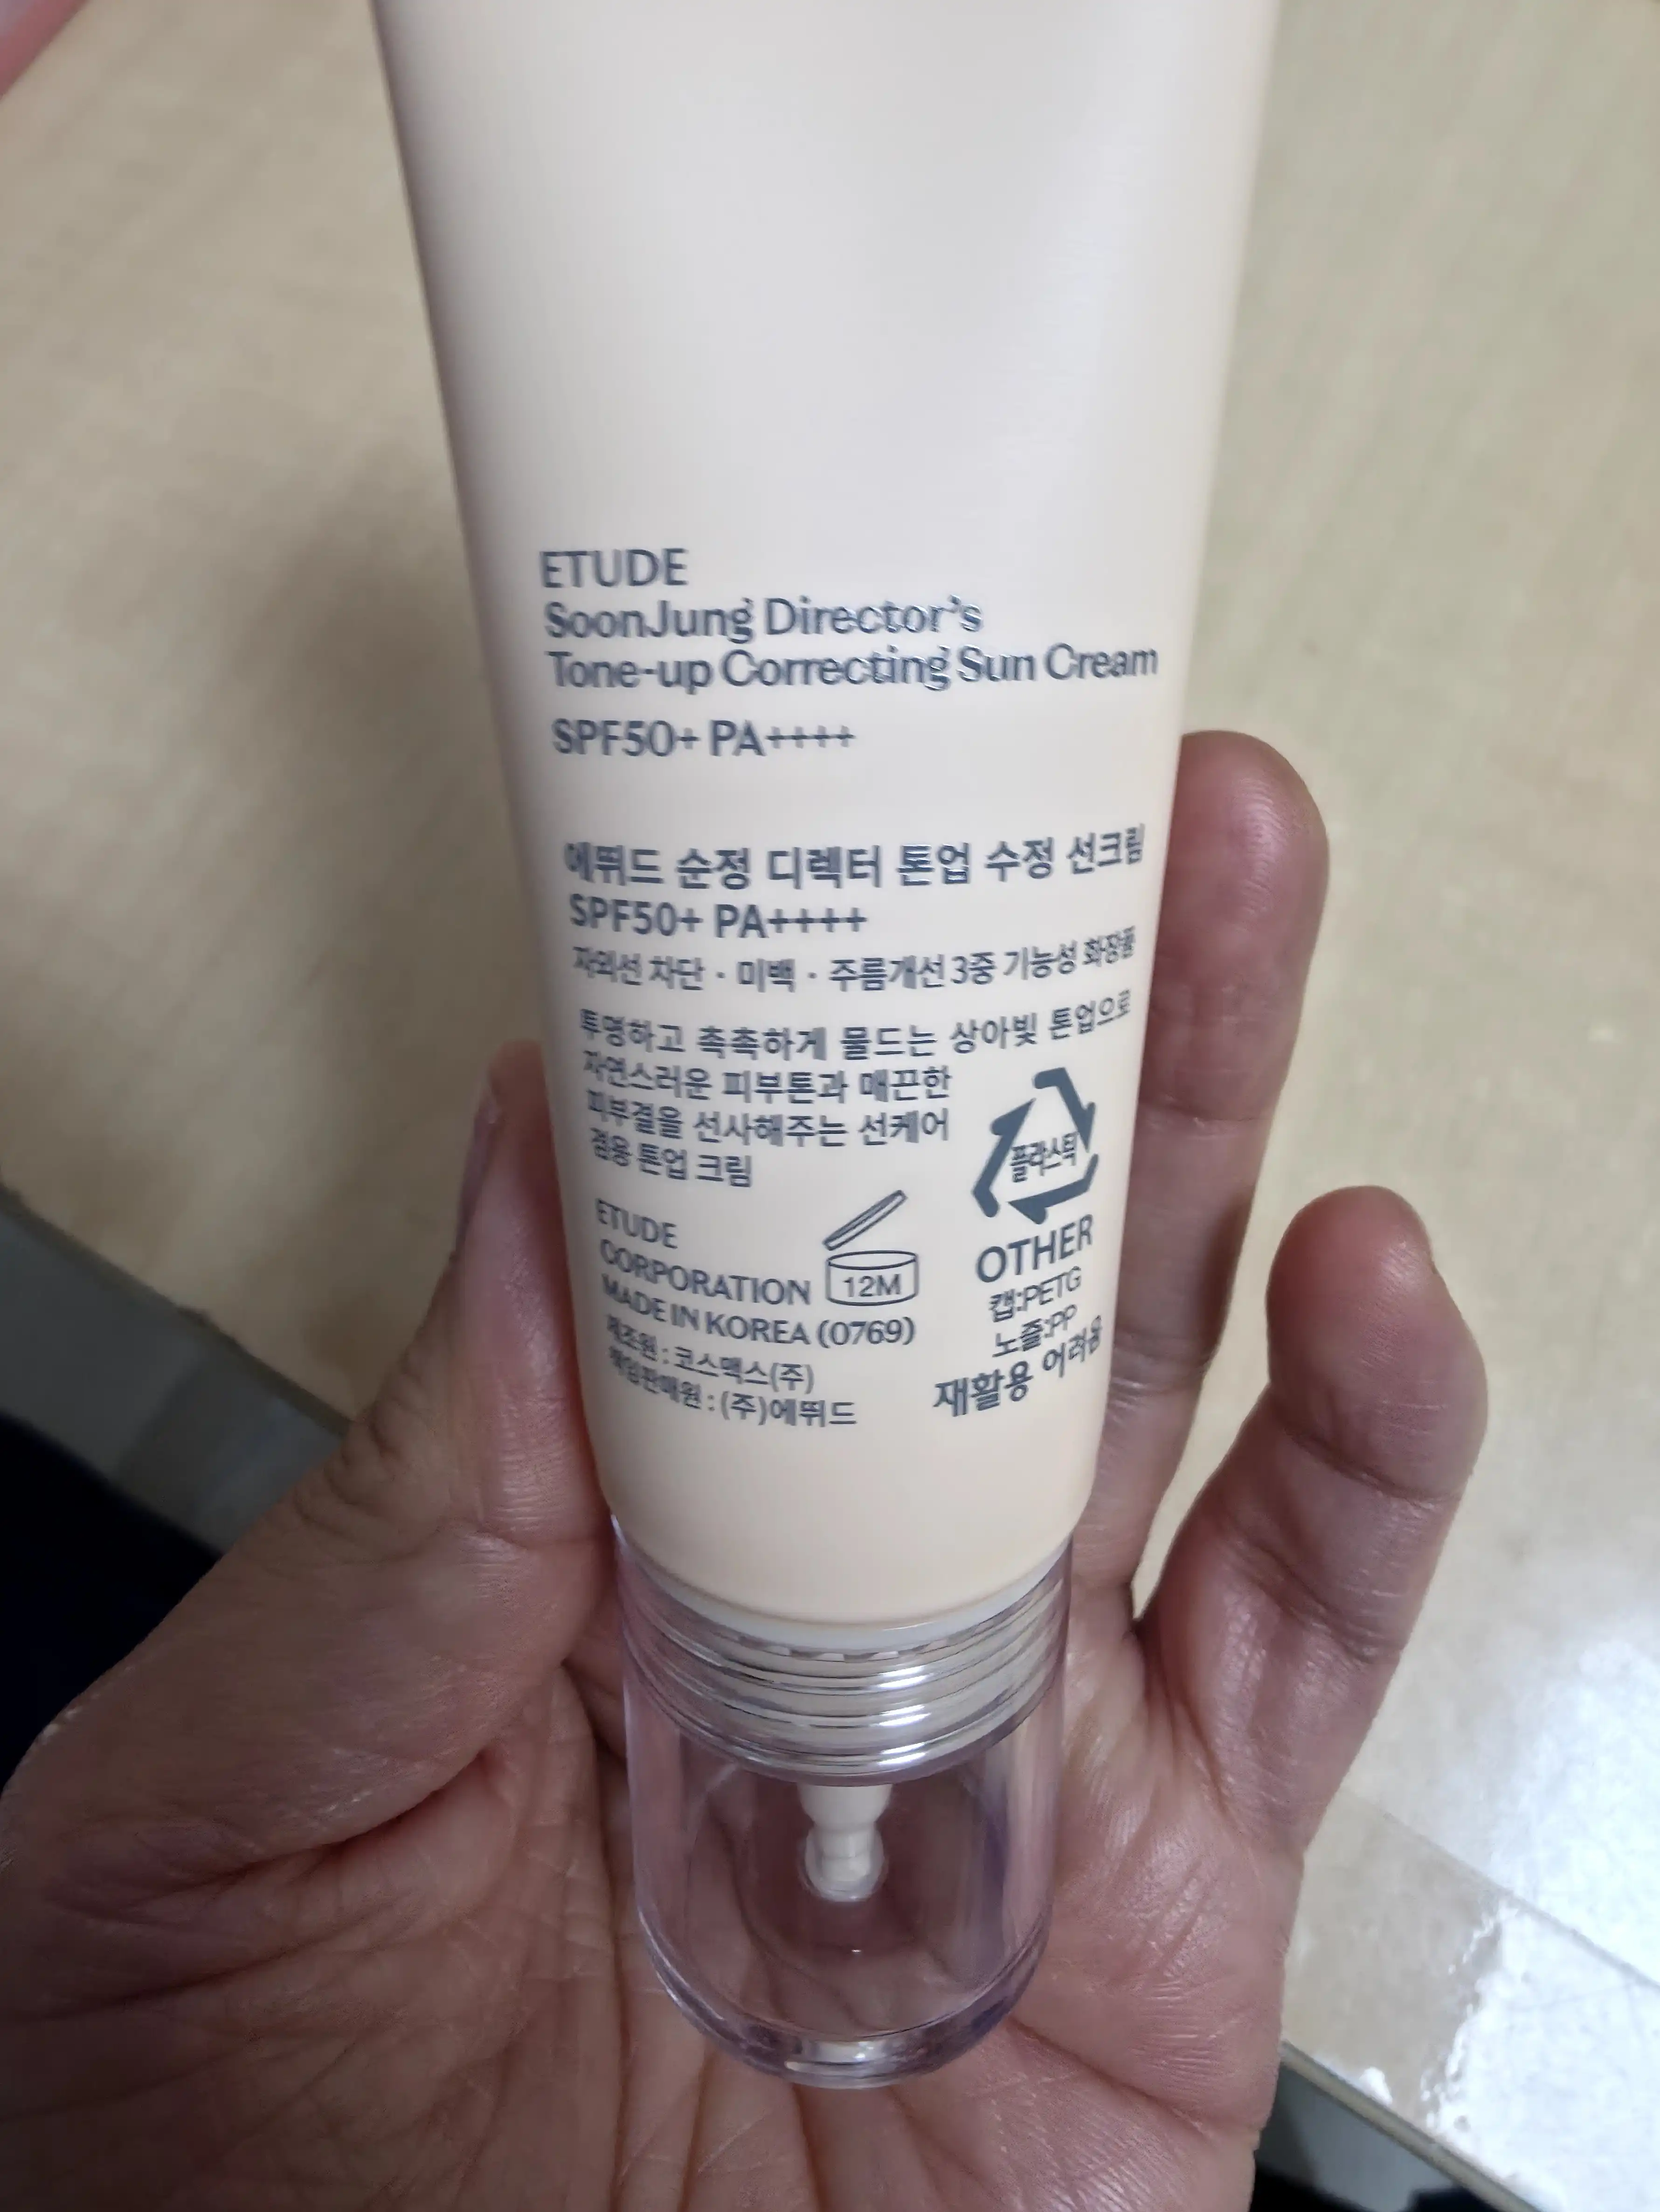 ETUDE
SoonJung Director's
Tone-up Correcting Sun Cream
SPF50+ PA++++
에뛰드 순정 디렉터 톤업 수정 선크림
SPF50+ PA++++
자외선 차단 · 미백 · 주름개선 3중 기능성 화장품
투명하고 촉촉하게 물드는 상아빛 톤업으로
자연스러운 피부톤과 매끈한
피부결을 선사해주는 선케어
겸용 톤업 크림
ETUDE
CORPORATION
MADE IN KOREA (0769)
제조원 : 코스맥스(주)
책임판매원 : (주)에뛰드
12M
플라스틱
OTHER
캡:PETG
노즐:PP
재활용 어려움